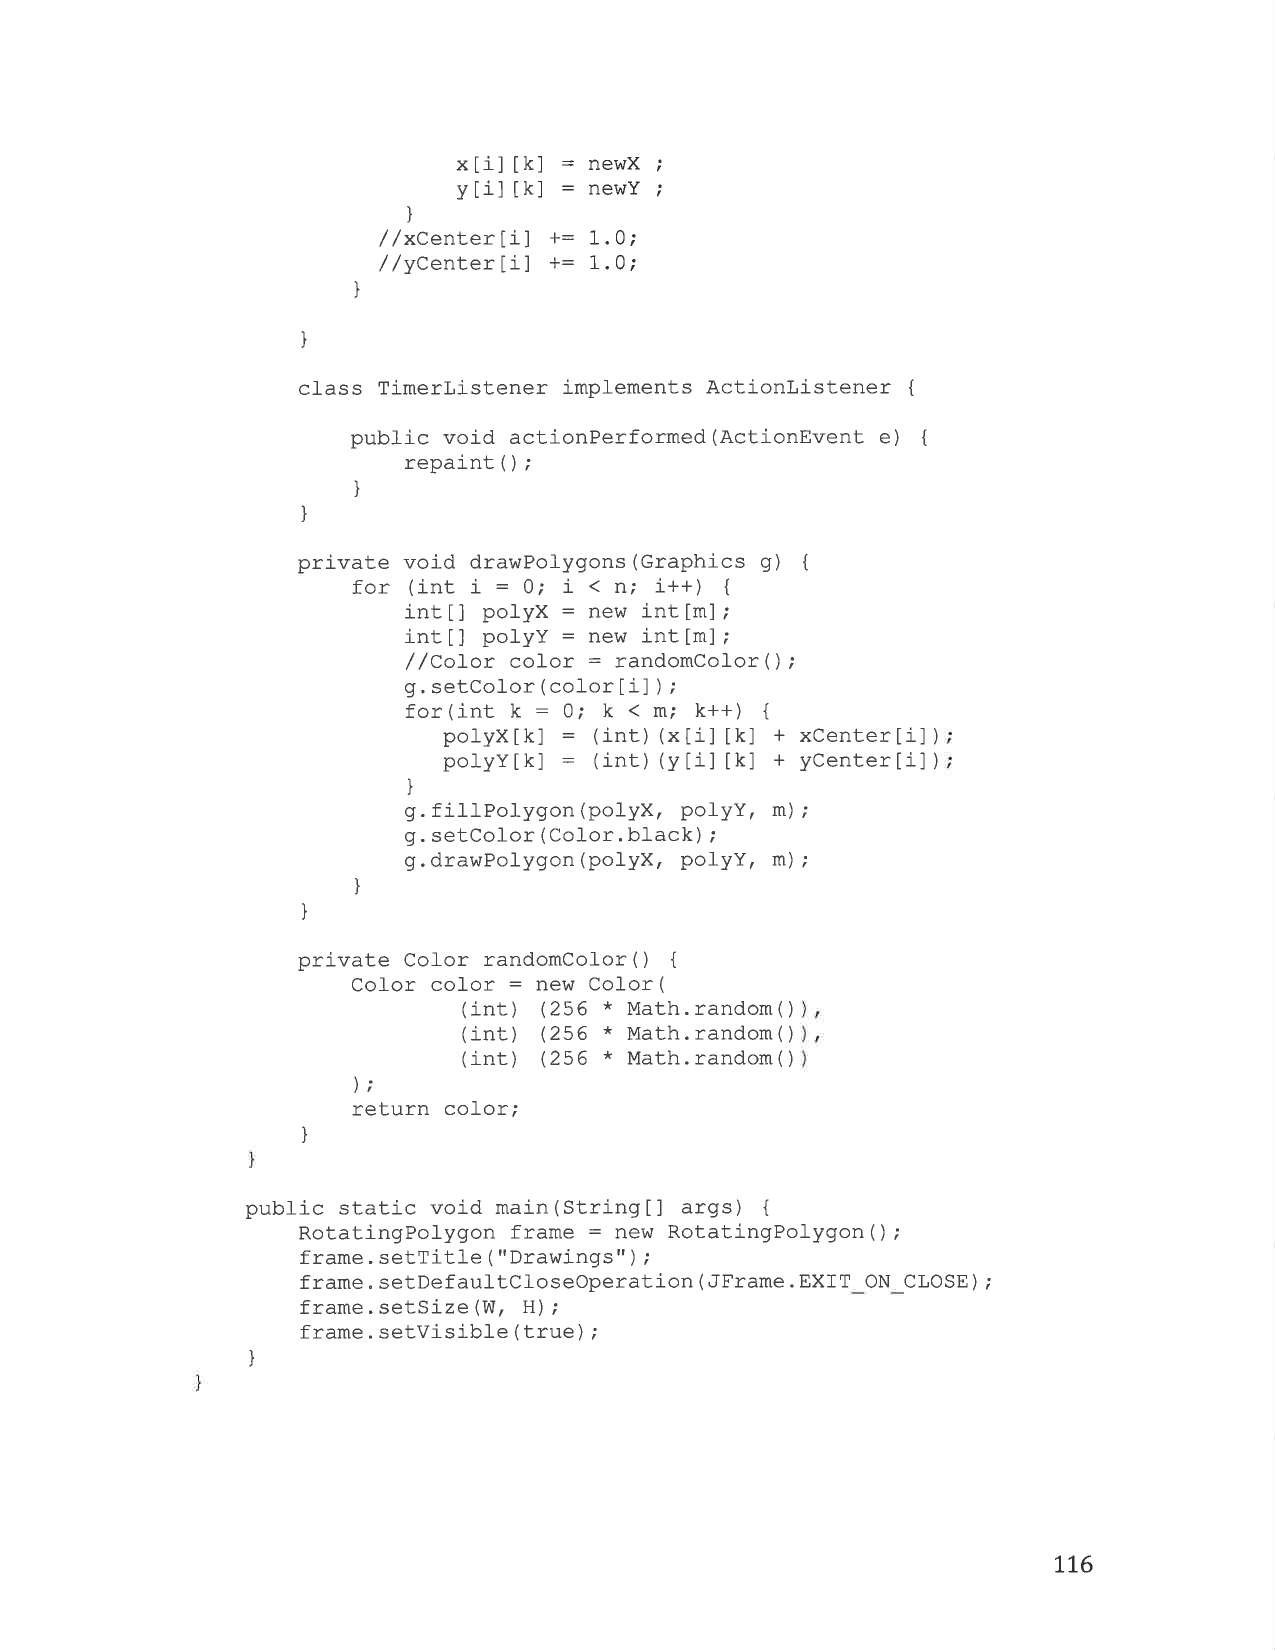 x[i][k] = newX ;
y[i][k] = newY ;
}
//xCenter[i] += 1.0;
//yCenter[i] += 1.0;
}
}
class TimerListener implements ActionListener {
public void actionPerformed(ActionEvent e) {
repaint();
}
}
private void drawPolygons(Graphics g) {
for (int i = 0; i < n; i++) {
int[] polyX = new int[m];
int[] polyY = new int[m];
//Color color = randomColor();
g.setColor(color[i]);
for(int k = 0; k < m; k++) {
polyX[k] = (int)(x[i][k] + xCenter[i]);
polyY[k] = (int)(y[i][k] + yCenter[i]);
}
g.fillPolygon(polyX, polyY, m);
g.setColor(Color.black);
g.drawPolygon(polyX, polyY, m);
}
}
private Color randomColor() {
Color color = new Color(
(int) (256 * Math.random()),
(int) (256 * Math.random()),
(int) (256 * Math.random())
);
return color;
}
}
public static void main(String[] args) {
RotatingPolygon frame = new RotatingPolygon();
frame.setTitle("Drawings");
frame.setDefaultCloseOperation(JFrame.EXIT_ON_CLOSE);
frame.setSize(W, H);
frame.setVisible(true);
}
}
116